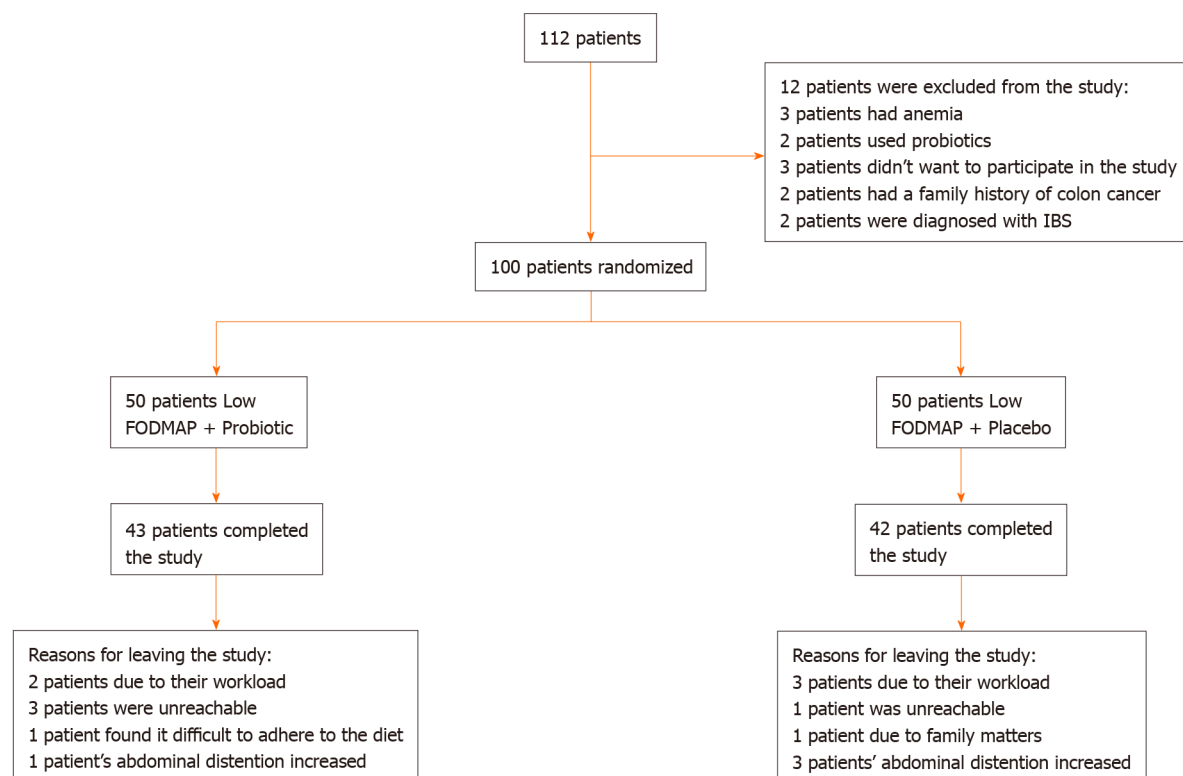 112 patients
12 patients were excluded from the study:
3 patients had anemia
2 patients used probiotics
3 patients didn’t want to participate in the study
2 patients had a family history of colon cancer
2 patients were diagnosed with IBS
100 patients randomized
50 patients Low
FODMAP + Probiotic
50 patients Low
FODMAP + Placebo
43 patients completed
the study
42 patients completed
the study
Reasons for leaving the study:
2 patients due to their workload
3 patients were unreachable
1 patient found it difficult to adhere to the diet
1 patient’s abdominal distention increased
Reasons for leaving the study:
3 patients due to their workload
1 patient was unreachable
1 patient due to family matters
3 patients’ abdominal distention increased